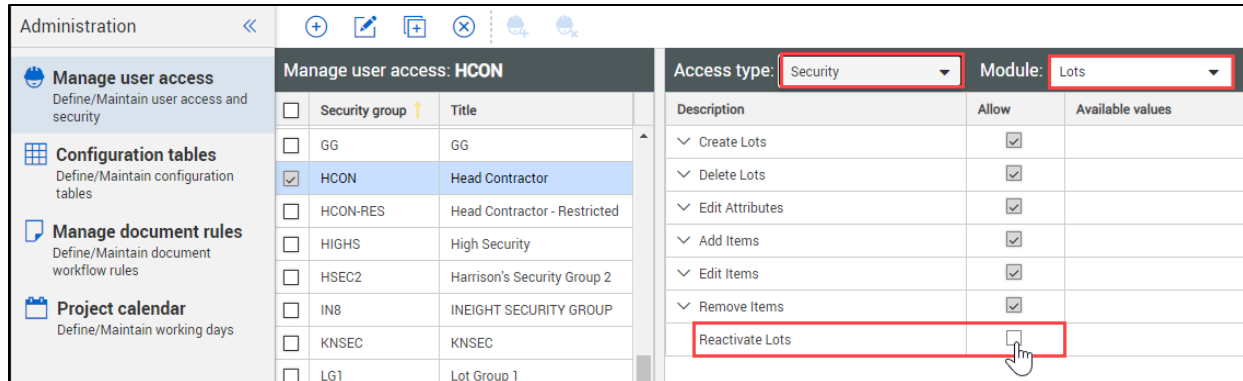 Administration
Manage user access
Define/Maintain user access and
security
Configuration tables
Define/Maintain configuration
tables
Manage document rules
Define/Maintain document
workflow rules
Project calendar
Define/Maintain working days
Manage user access: HCON
Security group Title
GG GG
HCON Head Contractor
HCON-RES Head Contractor - Restricted
HIGHS High Security
HSEC2 Harrison's Security Group 2
IN8 INEIGHT SECURITY GROUP
KNSEC KNSEC
LG1 Lot Group 1
Access type: Security Module: Lots
Description Allow Available values
Create Lots
Delete Lots
Edit Attributes
Add Items
Edit Items
Remove Items
Reactivate Lots